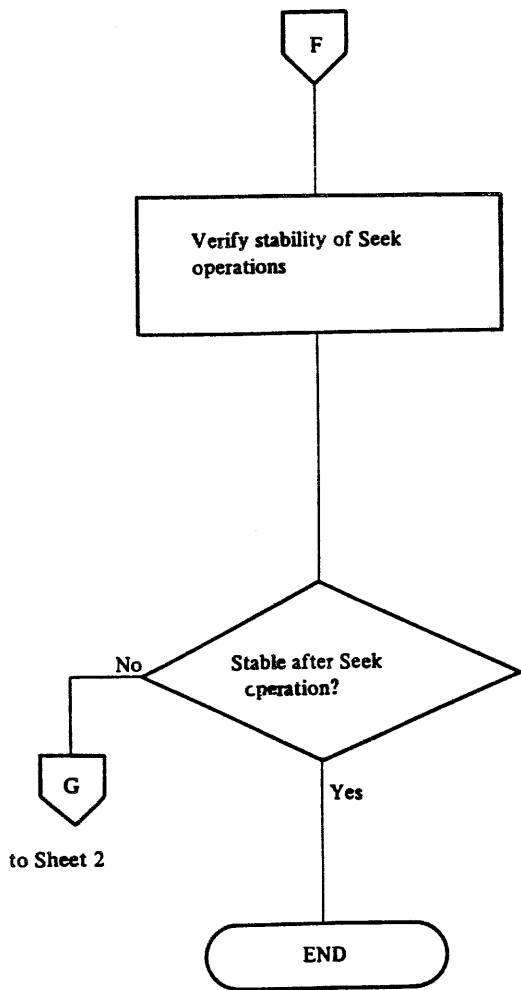 F
Verify stability of Seek
operations
No
Stable after Seek
cperation?
G
Yes
to Sheet 2
END